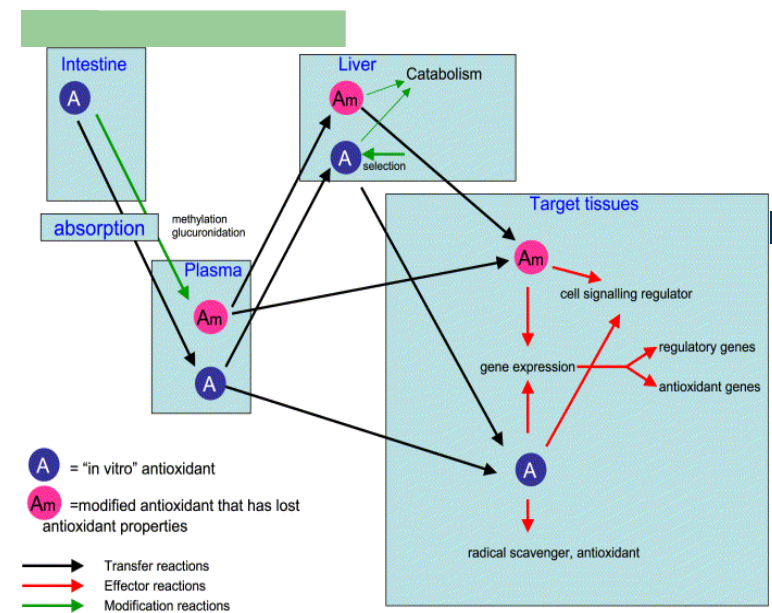 Intestine
A
absorption
methylation
glucuronidation
Plasma
Am
A
Liver
Am
Catabolism
A
selection
Target tissues
Am
cell signalling regulator
gene expression
regulatory genes
antioxidant genes
A
radical scavenger, antioxidant
A = “in vitro” antioxidant
Am =modified antioxidant that has lost
antioxidant properties
Transfer reactions
Effector reactions
Modification reactions